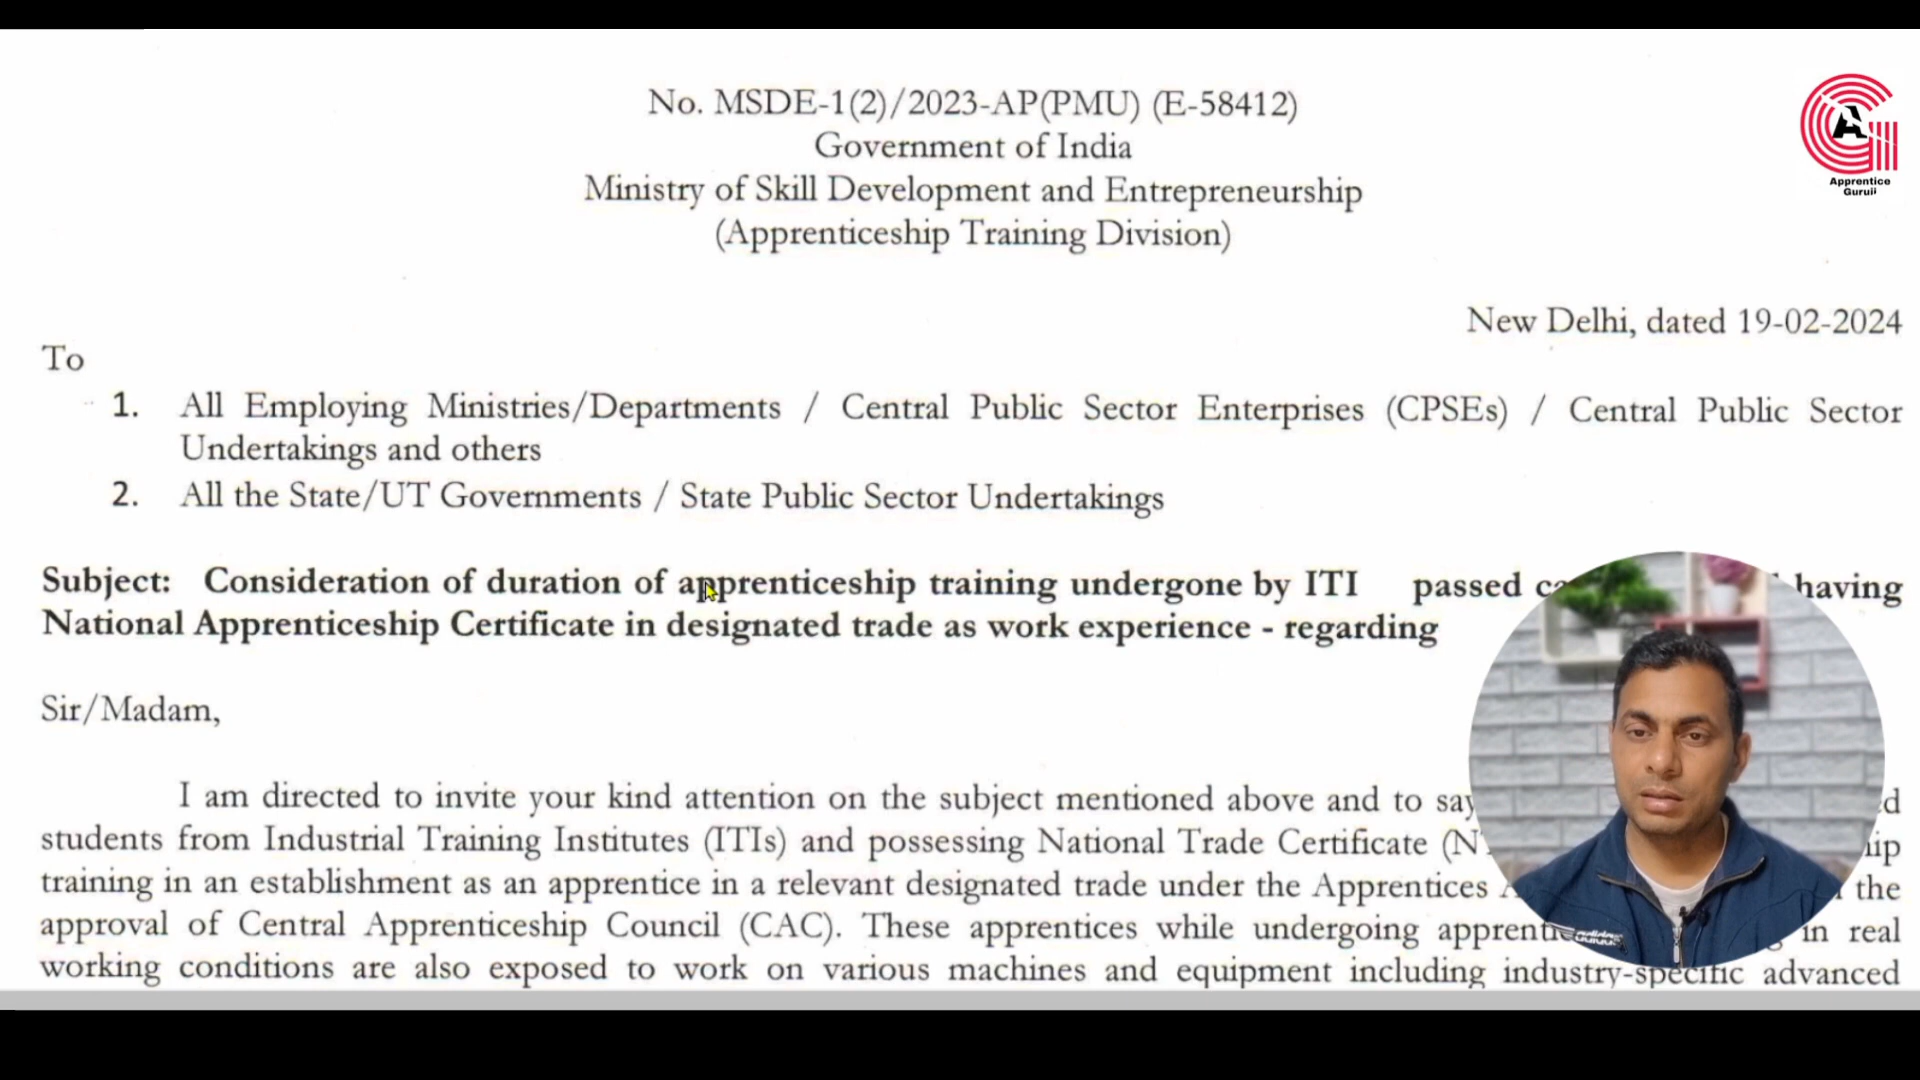 No. MSDE-1(2)/2023-AP(PMU) (E-58412)
Government of India
Ministry of Skill Development and Entrepreneurship
(Apprenticeship Training Division)
Apprentice
Guruji
New Delhi, dated 19-02-2024
To
1. All Employing Ministries/Departments / Central Public Sector Enterprises (CPSEs) / Central Public Sector
Undertakings and others
2. All the State/UT Governments / State Public Sector Undertakings
Subject: Consideration of duration of apprenticeship training undergone by ITI passed having
National Apprenticeship Certificate in designated trade as work experience - regarding
Sir/Madam,
I am directed to invite your kind attention on the subject mentioned above and to say
students from Industrial Training Institutes (ITIs) and possessing National Trade Certificate
training in an establishment as an apprentice in a relevant designated trade under the Apprentices the
approval of Central Apprenticeship Council (CAC). These apprentices while undergoing in real
working conditions are also exposed to work on various machines and equipment including industry-specific advanced